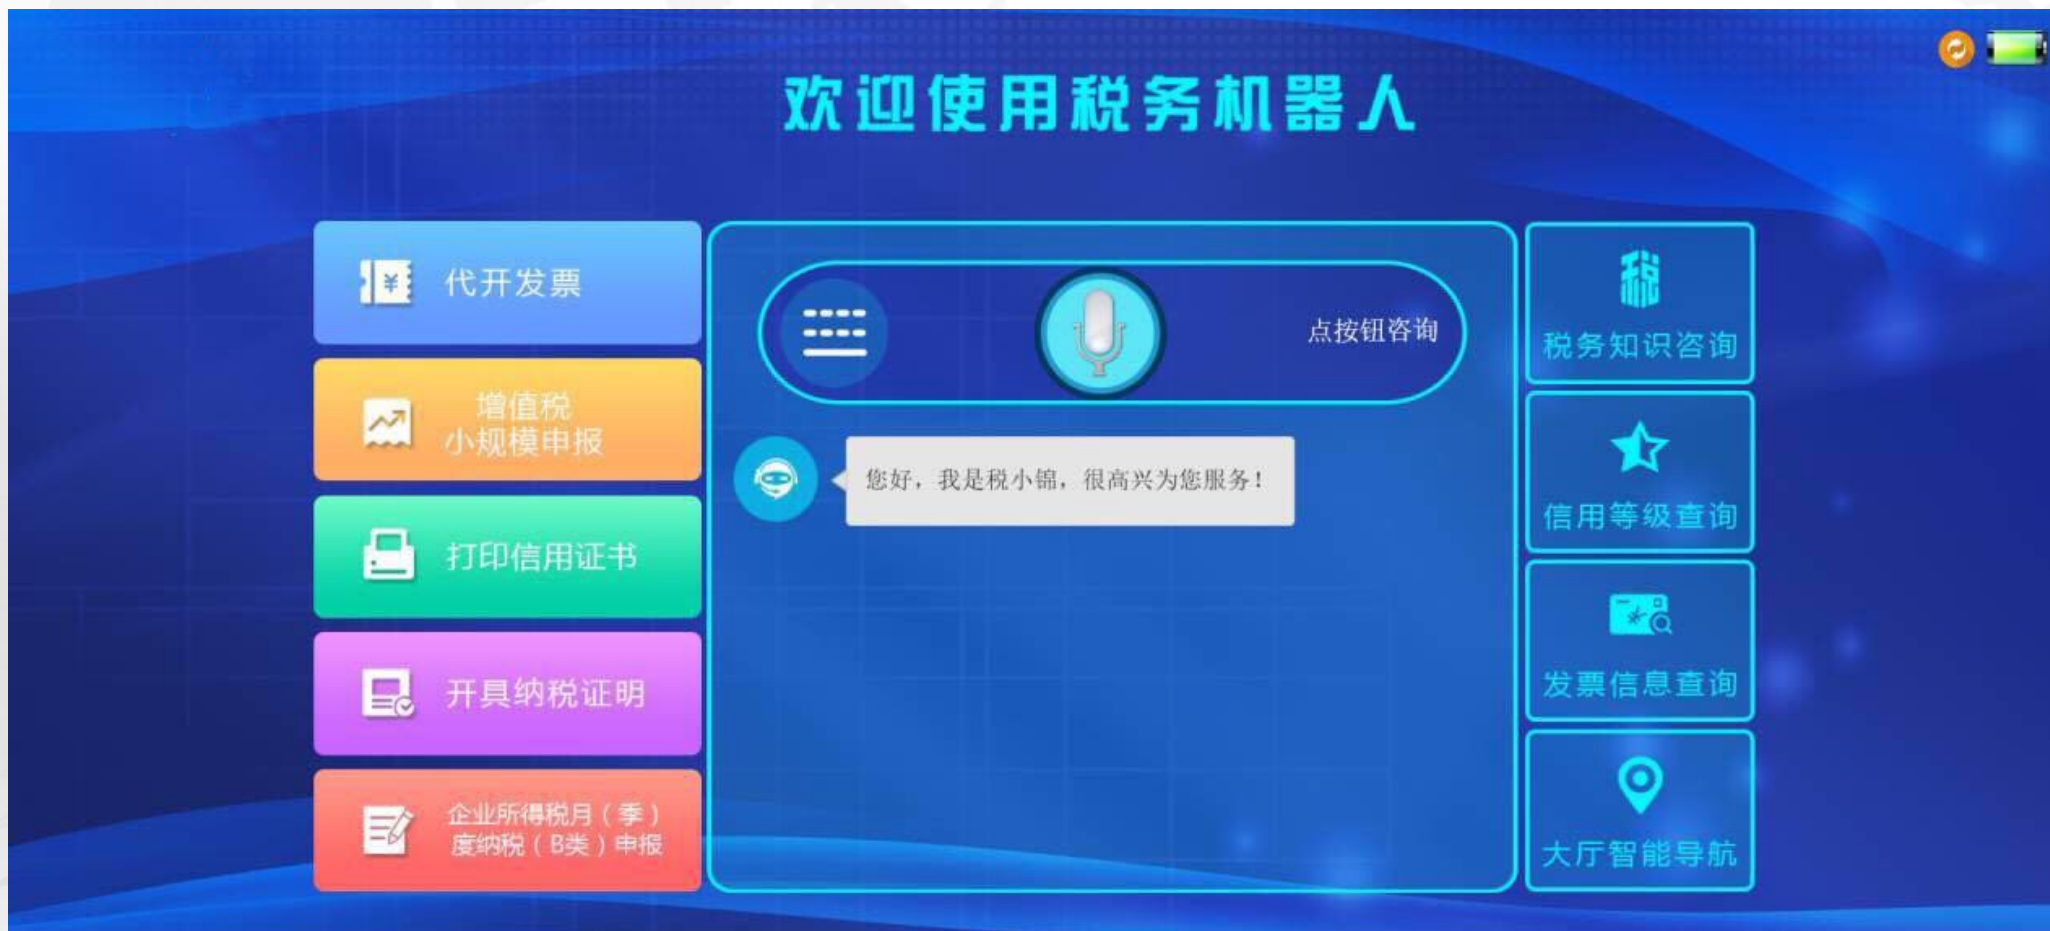 欢迎使用税务机器人
代开发票
增值税
小规模申报
打印信用证书
开具纳税证明
企业所得税月（季）
度纳税（B类）申报
点按钮咨询
您好，我是税小锦，很高兴为您服务！
税
税务知识咨询
信用等级查询
发票信息查询
大厅智能导航